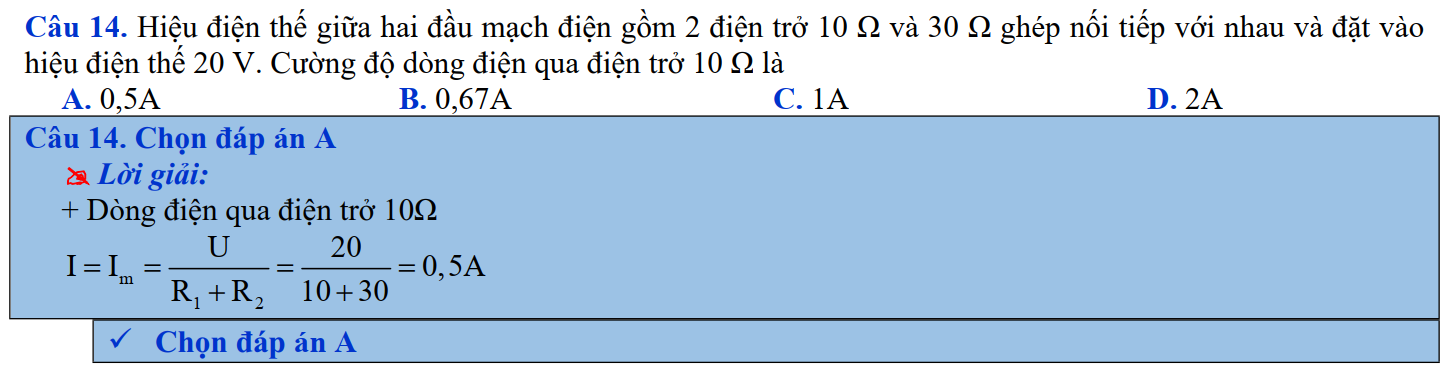 Câu 14. Hiệu điện thế giữa hai đầu mạch điện gồm 2 điện trở 10 Ω và 30 Ω ghép nối tiếp với nhau và đặt vào
hiệu điện thế 20 V. Cường độ dòng điện qua điện trở 10 Ω là
A. 0,5A B. 0,67A C. 1A D. 2A
Câu 14. Chọn đáp án A
Lời giải:
+ Dòng điện qua điện trở 10Ω
I = I_m = U / (R₁ + R₂) = 20 / (10 + 30) = 0,5A
✓ Chọn đáp án A